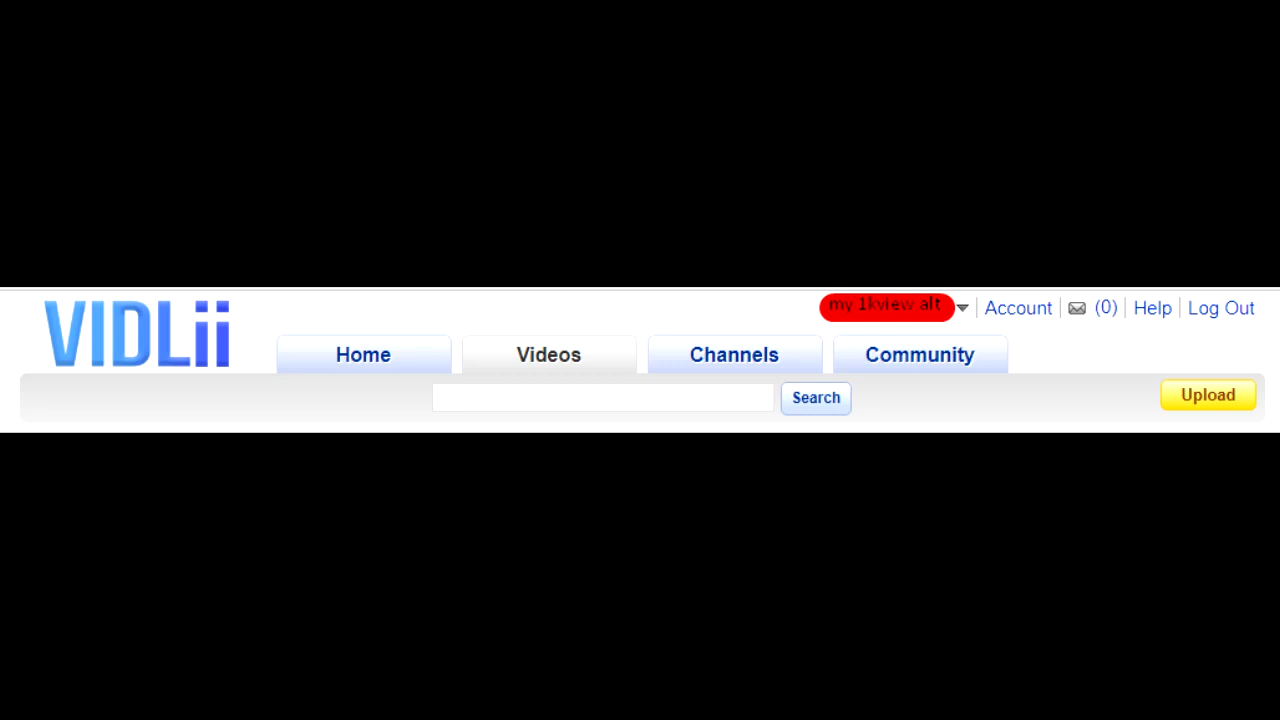 my 1kview alt Account (0) Help Log Out
VIDLii
Home Videos Channels Community
Search Upload